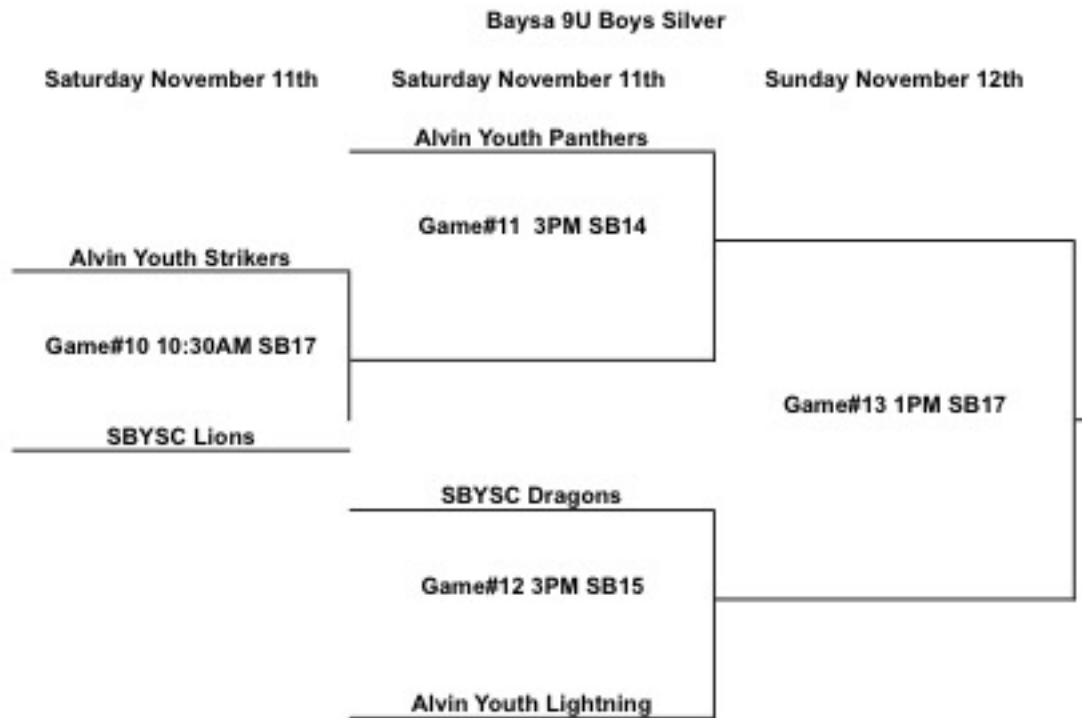 Baysa 9U Boys Silver
Saturday November 11th
Saturday November 11th
Sunday November 12th
Alvin Youth Panthers
Game#11 3PM SB14
Alvin Youth Strikers
Game#10 10:30AM SB17
Game#13 1PM SB17
SBYSC Lions
SBYSC Dragons
Game#12 3PM SB15
Alvin Youth Lightning